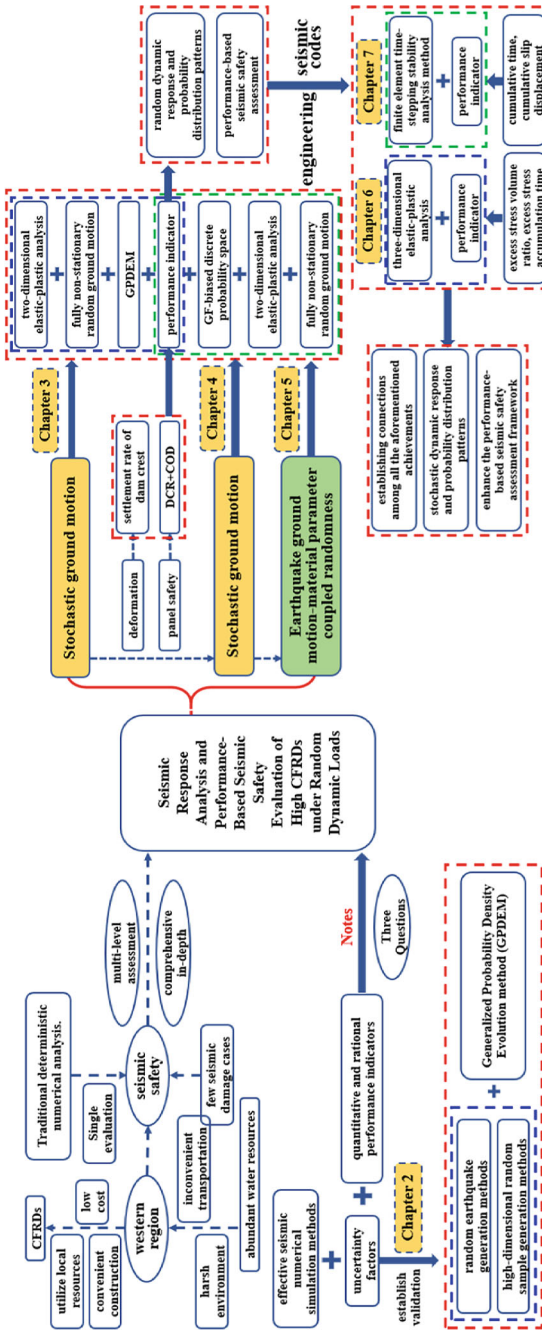 CFRDs
utilize local
resources
low
cost
convenient
construction
western
region
harsh
environment
inconvenient
transportation
abundant water resources
Traditional deterministic
numerical analysis.
Single
evaluation
seismic
safety
few seismic
damage cases
multi-level
assessment
comprehensive
in-depth
effective seismic
numerical
simulation methods
+
uncertainty
factors
+
quantitative and rational
performance indicators
Notes
Three
Questions
establish
validation
Chapter 2
random earthquake
generation methods
high-dimensional random
sample generation methods
+
Generalized Probability Density
Evolution method (GPDEM)
Seismic
Response
Analysis and
Performance-
Based Seismic
Safety
Evaluation of
High CFRDs
under Random
Dynamic Loads
Stochastic ground motion
Chapter 3
deformation
settlement rate of
dam crest
panel safety
DCR+COD
Stochastic ground motion
Chapter 4
Earthquake ground
motion-material parameter
coupled randomness
Chapter 5
two-dimensional
elastic-plastic analysis
+
fully non-stationary
random ground motion
+
GPDEM
+
performance indicator
+
GF-biased discrete
probability space
+
two-dimensional
elastic-plastic analysis
+
fully non-stationary
random ground motion
random dynamic
response and
probability
distribution patterns
performance-based
seismic safety
assessment
engineering
seismic
codes
Chapter 6
three-dimensional
elastic-plastic
analysis
+
performance
indicator
excess stress volume
ratio, excess stress
accumulation time
Chapter 7
finite element time-
stepping stability
analysis method
+
performance
indicator
cumulative time,
cumulative slip
displacement
establishing connections
among all the aforementioned
achievements
stochastic dynamic response
and probability distribution
patterns
enhance the performance-
based seismic safety
assessment framework